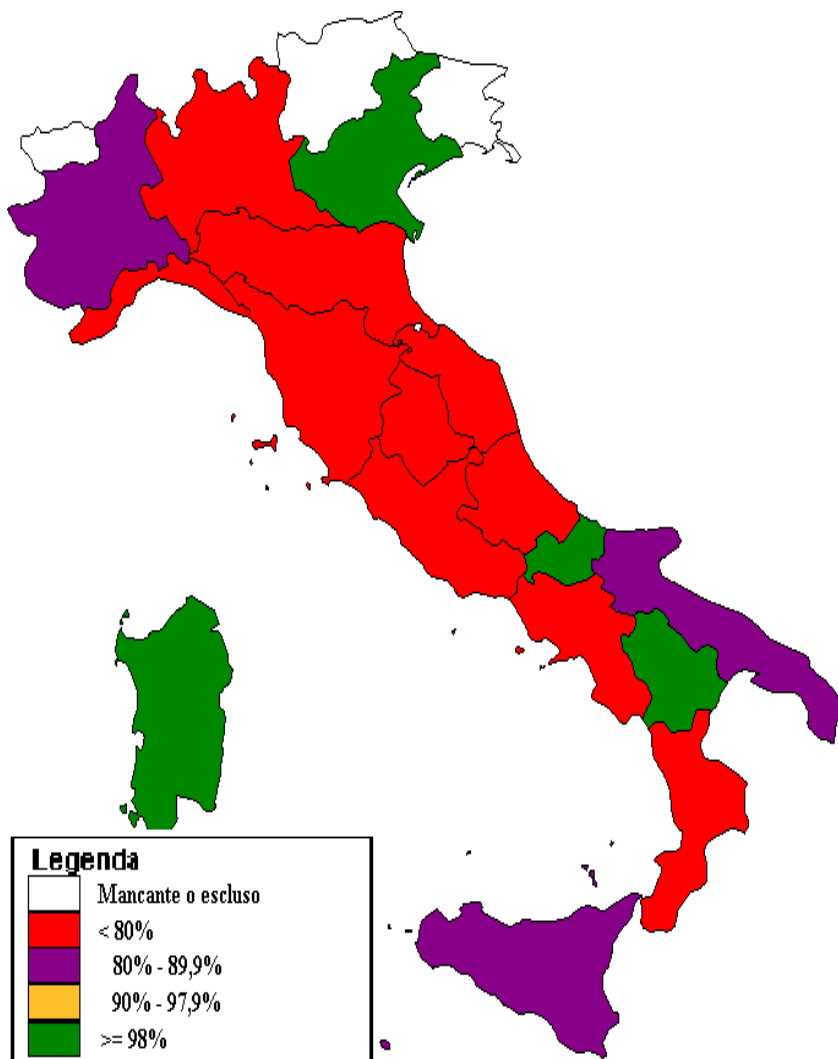 Legenda
Mancante o escluso
< 80%
80% - 89,9%
90% - 97,9%
>= 98%